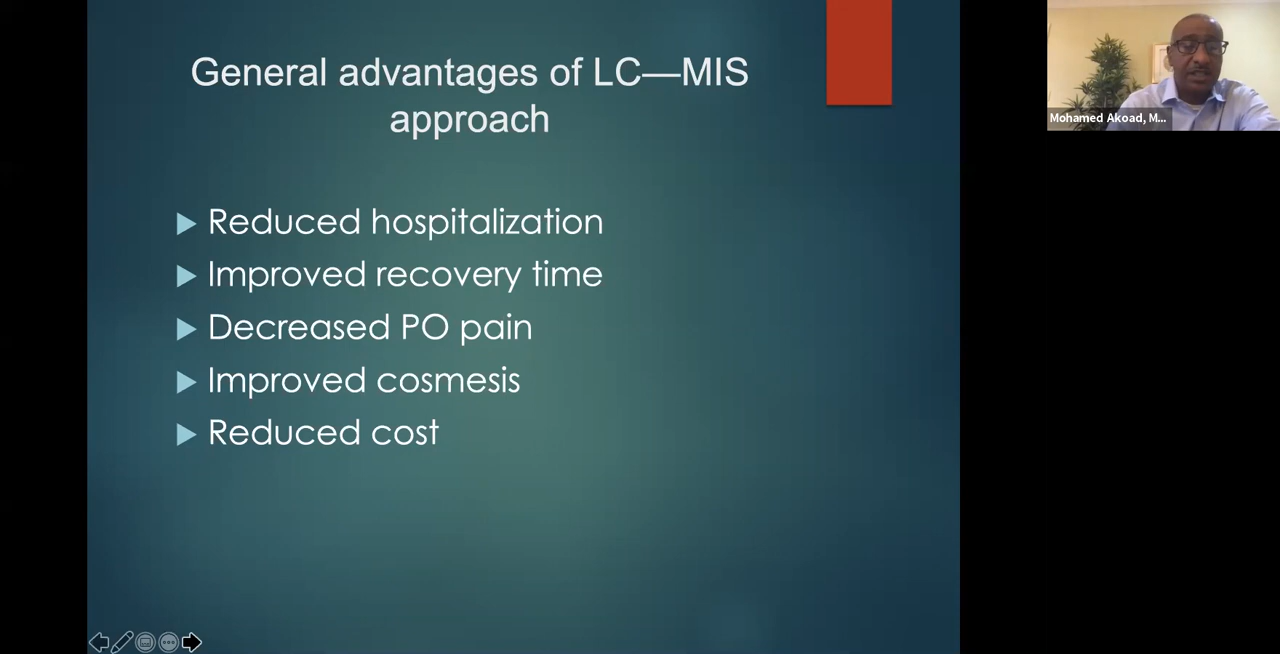 General advantages of LC—MIS
approach
Reduced hospitalization
Improved recovery time
Decreased PO pain
Improved cosmesis
Reduced cost
Mohamed Akoad, M...